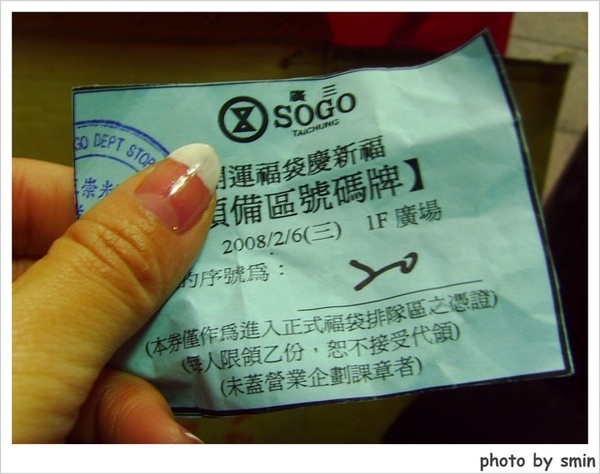 廣三
SOGO
TAICHUNG
GO DEPT STOR
崇光
開運福袋慶新福
預備區號碼牌】
2008/2/6(三) 1F 廣場
的序號為：
(本券僅作為進入正式福袋排隊區之憑證)
(每人限領乙份，恕不接受代領)
(未蓋營業企劃課章者)
photo by smin